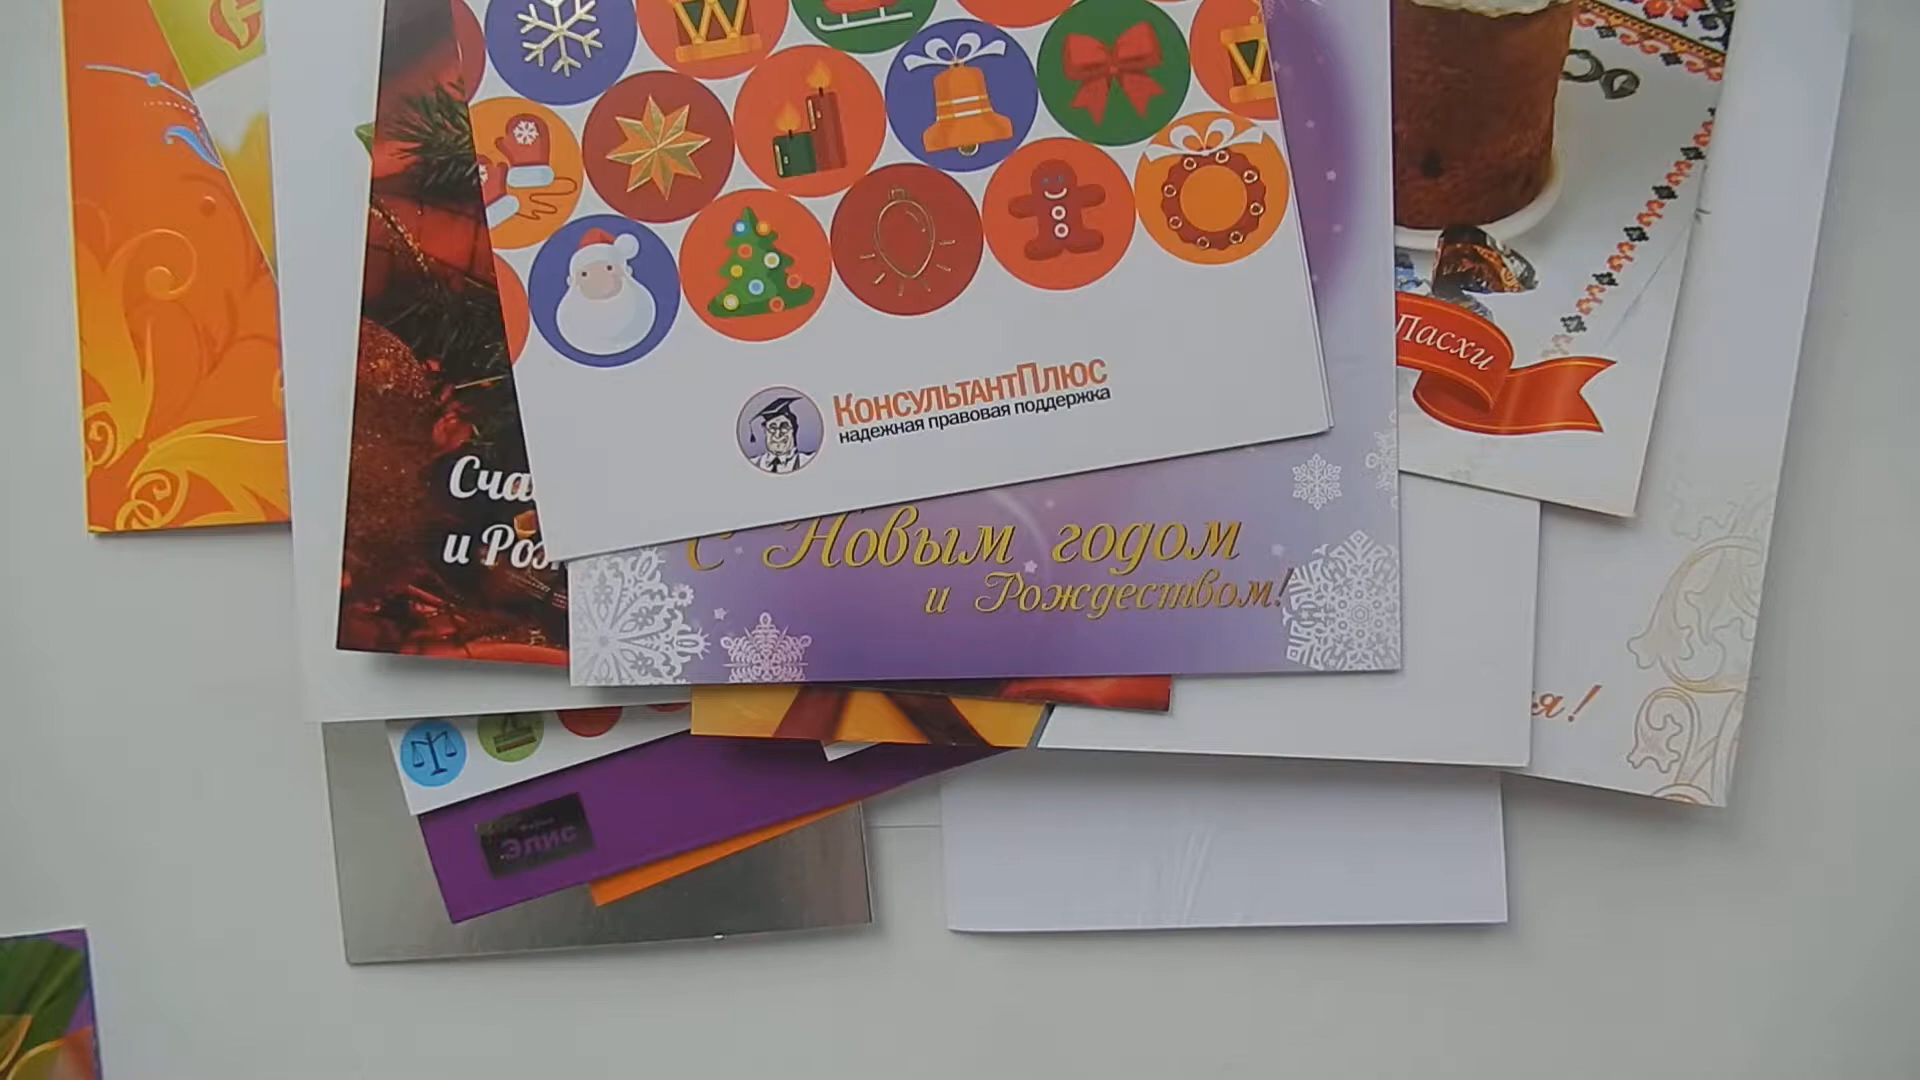 КонсультантПлюс
надежная правовая поддержка
Пасхи
С Новым годом
и Рождеством!
Элис